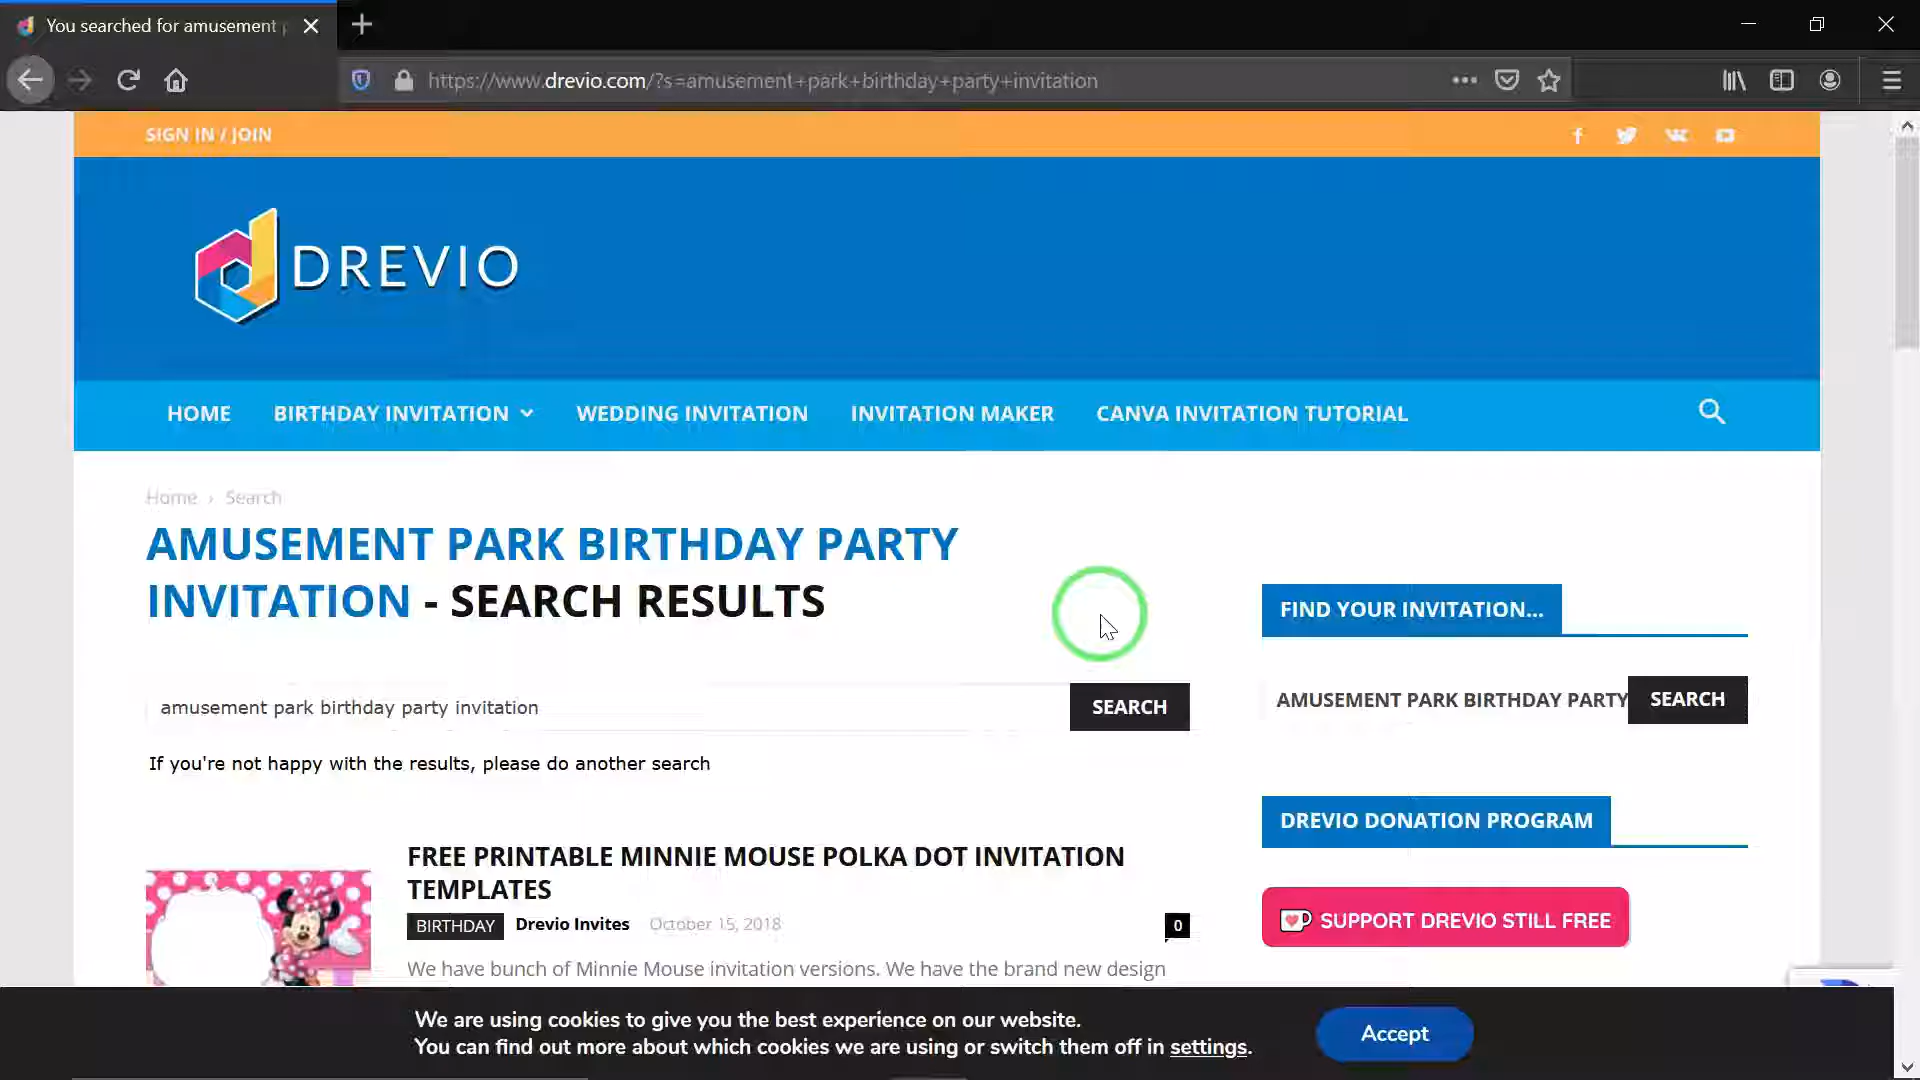 You searched for amusement
https://www.drevio.com/?s=amusement+park+birthday+party+invitation
SIGN IN / JOIN
DREVIO
HOME
BIRTHDAY INVITATION
WEDDING INVITATION
INVITATION MAKER
CANVA INVITATION TUTORIAL
Home › Search
AMUSEMENT PARK BIRTHDAY PARTY
INVITATION - SEARCH RESULTS
amusement park birthday party invitation
SEARCH
If you're not happy with the results, please do another search
FREE PRINTABLE MINNIE MOUSE POLKA DOT INVITATION
TEMPLATES
BIRTHDAY Drevio Invites October 15, 2018 0
We have bunch of Minnie Mouse invitation versions. We have the brand new design
FIND YOUR INVITATION...
AMUSEMENT PARK BIRTHDAY PARTY
SEARCH
DREVIO DONATION PROGRAM
SUPPORT DREVIO STILL FREE
We are using cookies to give you the best experience on our website.
You can find out more about which cookies we are using or switch them off in settings.
Accept